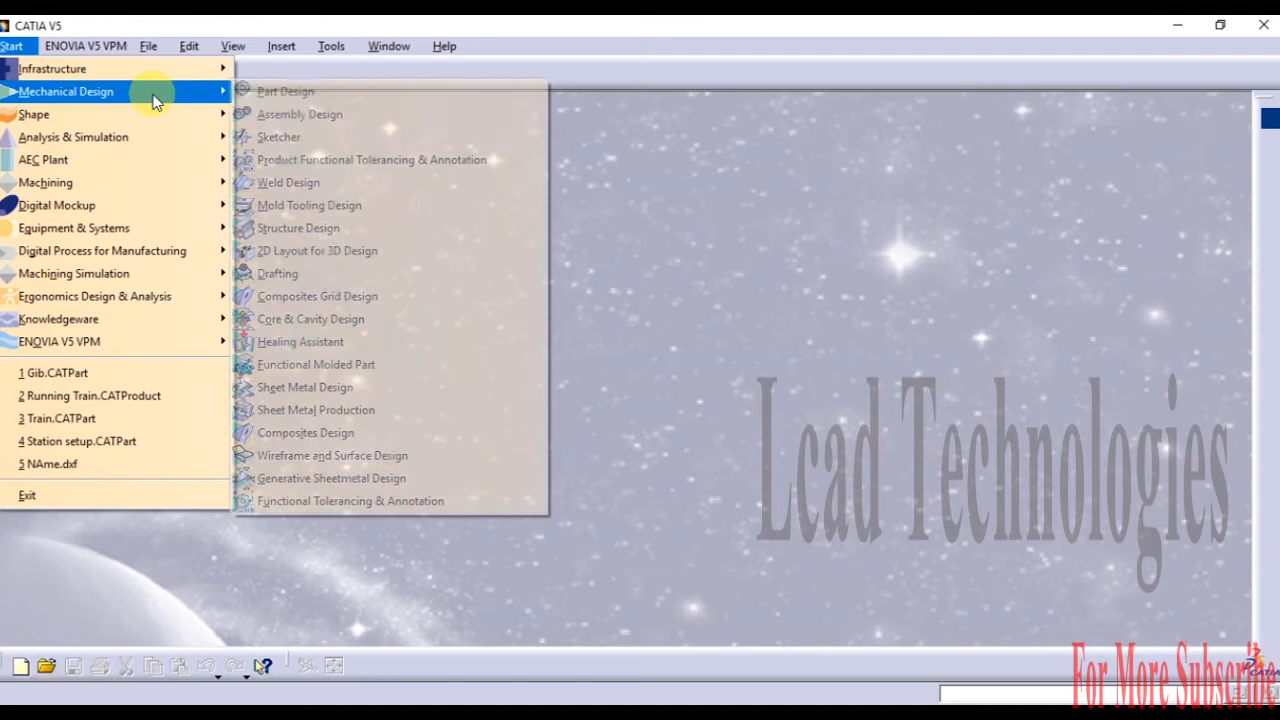 CATIA V5
Start ENOVIA V5 VPM File Edit View Insert Tools Window Help
Infrastructure
Mechanical Design
Shape
Analysis & Simulation
AEC Plant
Machining
Digital Mockup
Equipment & Systems
Digital Process for Manufacturing
Machining Simulation
Ergonomics Design & Analysis
Knowledgeware
ENOVIA V5 VPM
1 Gib.CATPart
2 Running Train.CATProduct
3 Train.CATPart
4 Station setup.CATPart
5 NAme.dxf
Exit
Part Design
Assembly Design
Sketcher
Product Functional Tolerancing & Annotation
Weld Design
Mold Tooling Design
Structure Design
2D Layout for 3D Design
Drafting
Composites Grid Design
Core & Cavity Design
Healing Assistant
Functional Molded Part
Sheet Metal Design
Sheet Metal Production
Composites Design
Wireframe and Surface Design
Generative Sheetmetal Design
Functional Tolerancing & Annotation
Lcad Technologies
For More Subscribe
CATIA